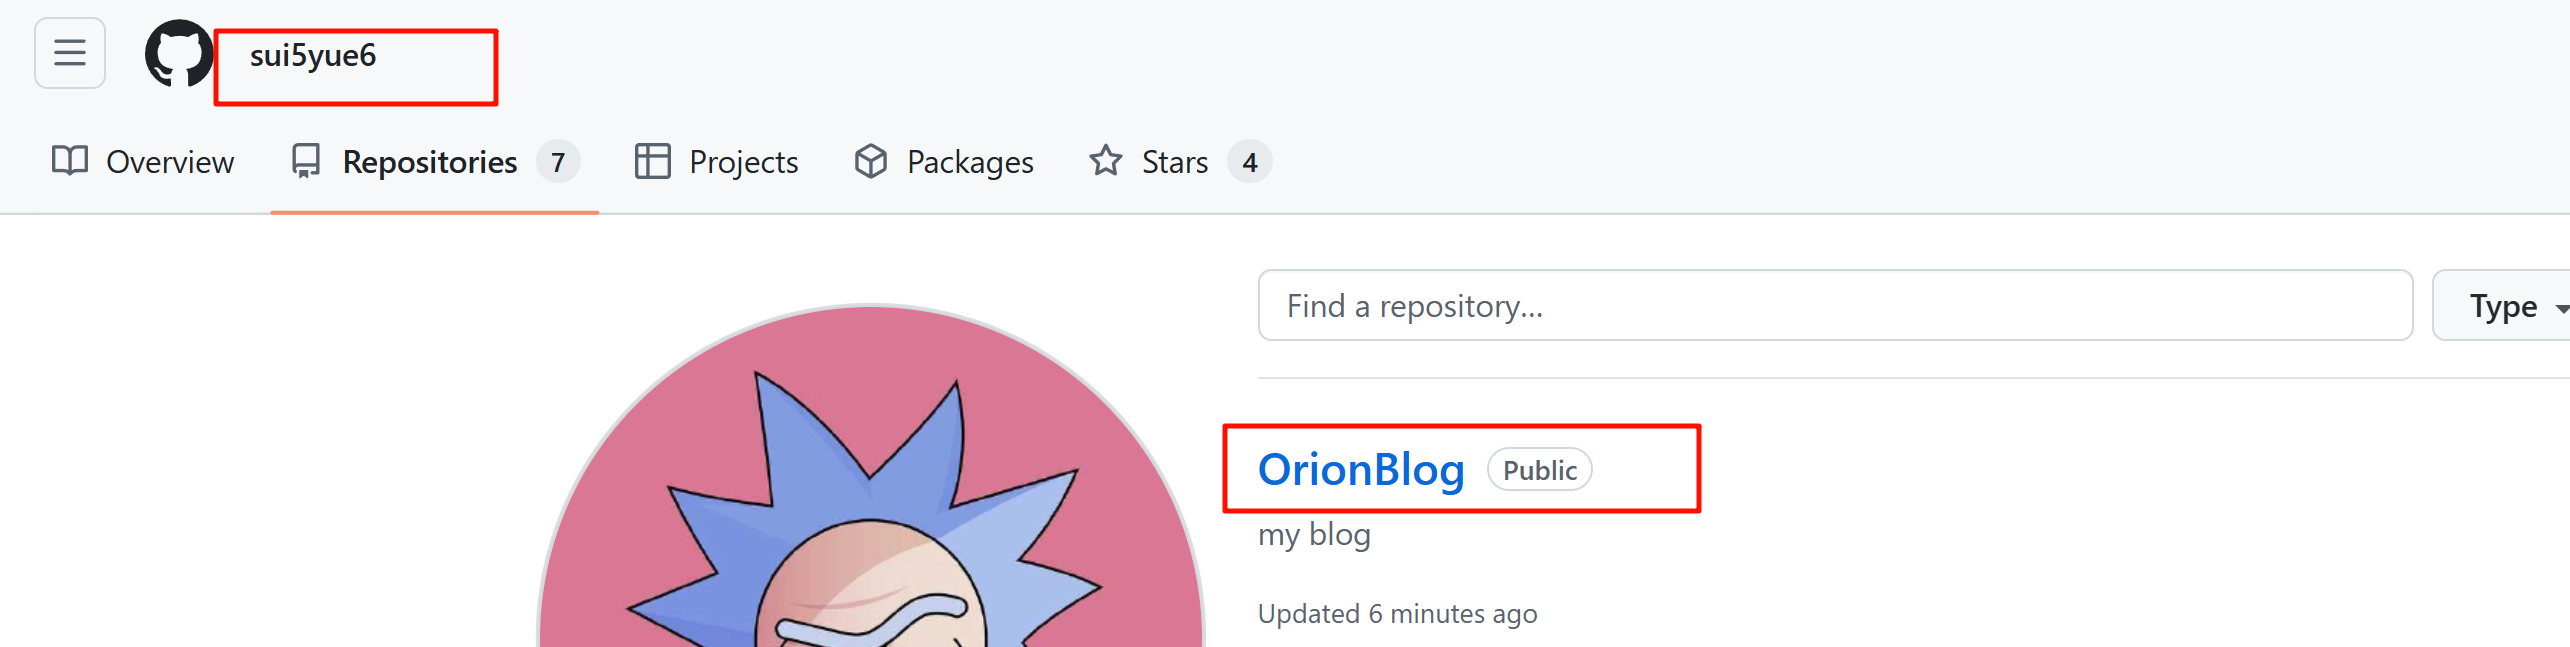 sui5yue6
Overview Repositories 7 Projects Packages Stars 4
Find a repository...
Type
OrionBlog Public
my blog
Updated 6 minutes ago